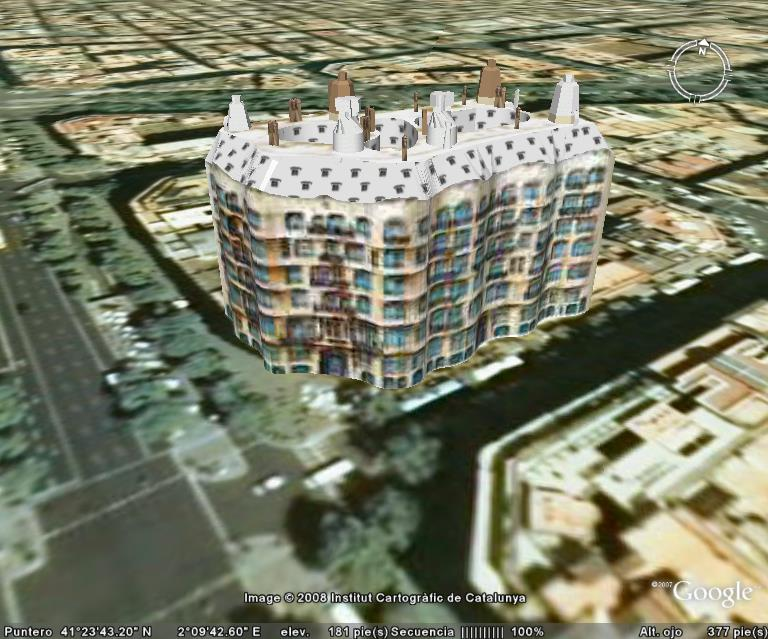 N
©2007 Google™
Image © 2008 Institut Cartogràfic de Catalunya
Puntero 41°23'43.20" N 2°09'42.60" E elev. 181 pie(s) Secuencia |||||||||| 100% Alt. ojo 377 pie(s)